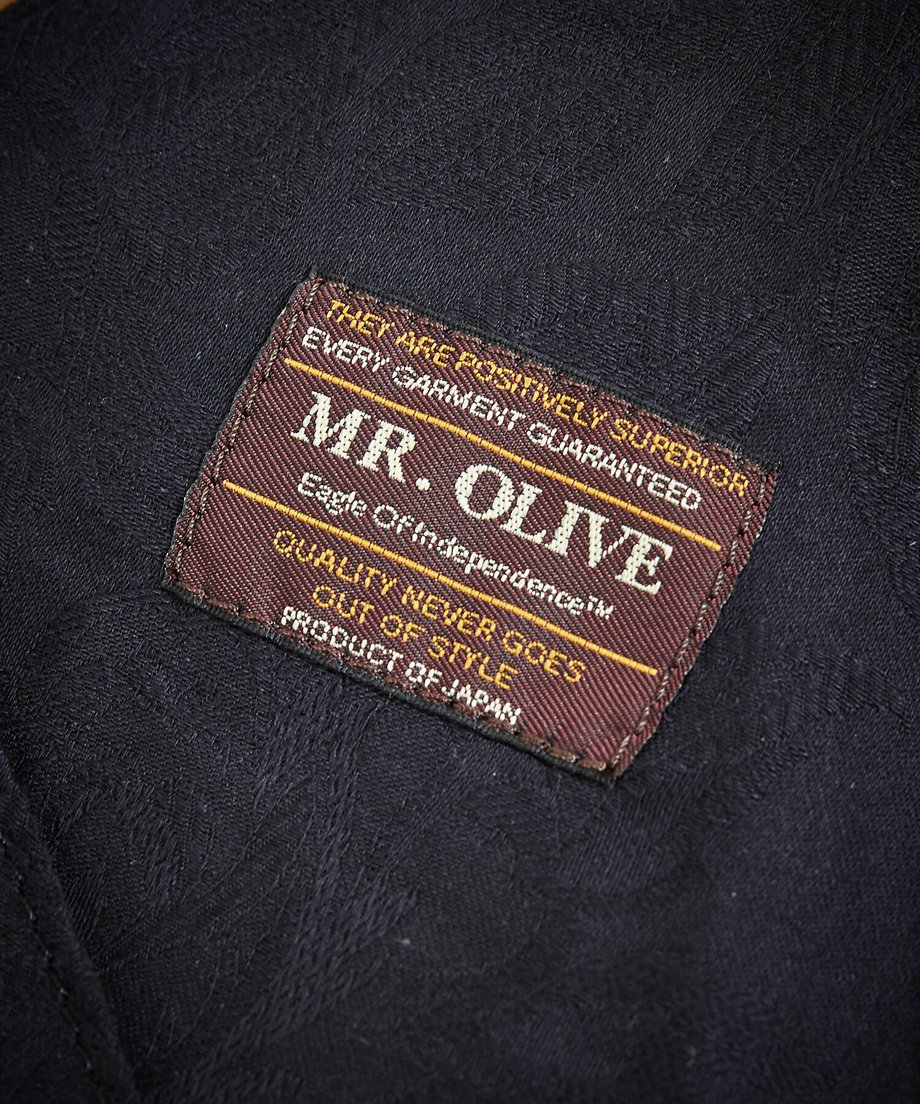 THEY ARE POSITIVELY SUPERIOR
EVERY GARMENT GUARANTEED
MR. OLIVE
Eagle Of Independence™
QUALITY NEVER GOES
OUT OF STYLE
PRODUCT OF JAPAN